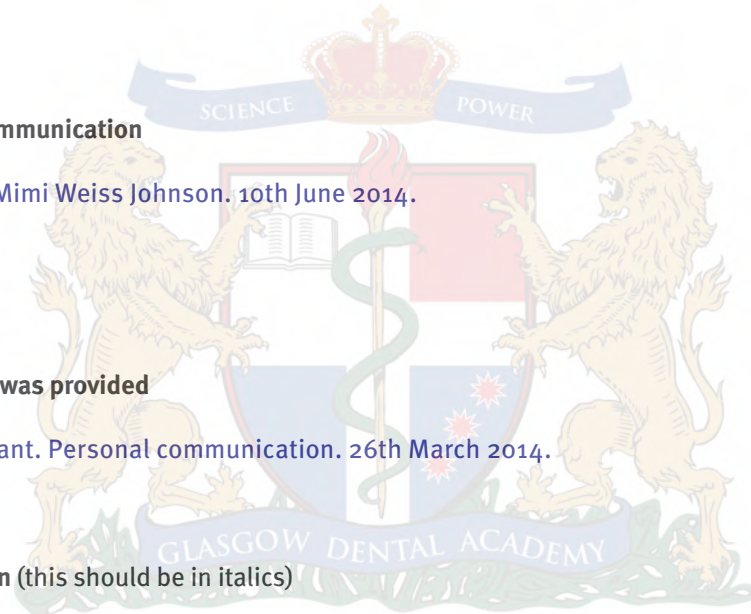 SCIENCE POWER
mmunication
Mimi Weiss Johnson. 10th June 2014.
was provided
ant. Personal communication. 26th March 2014.
GLASGOW DENTAL ACADEMY
n (this should be in italics)